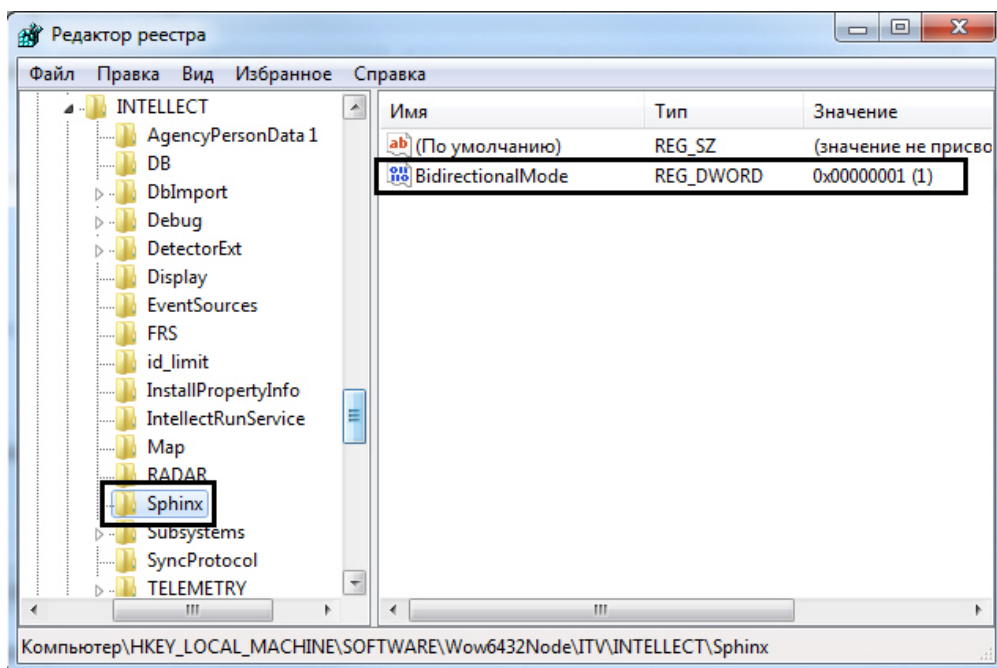 Редактор реестра
Файл Правка Вид Избранное Справка
INTELLECT
AgencyPersonData 1
DB
DbImport
Debug
DetectorExt
Display
EventSources
FRS
id_limit
InstallPropertyInfo
IntellectRunService
Map
RADAR
Sphinx
Subsystems
SyncProtocol
TELEMETRY
Имя Тип Значение
ab (По умолчанию) REG_SZ (значение не присво
BidirectionalMode REG_DWORD 0x00000001 (1)
Компьютер\HKEY_LOCAL_MACHINE\SOFTWARE\Wow6432Node\ITV\INTELLECT\Sphinx